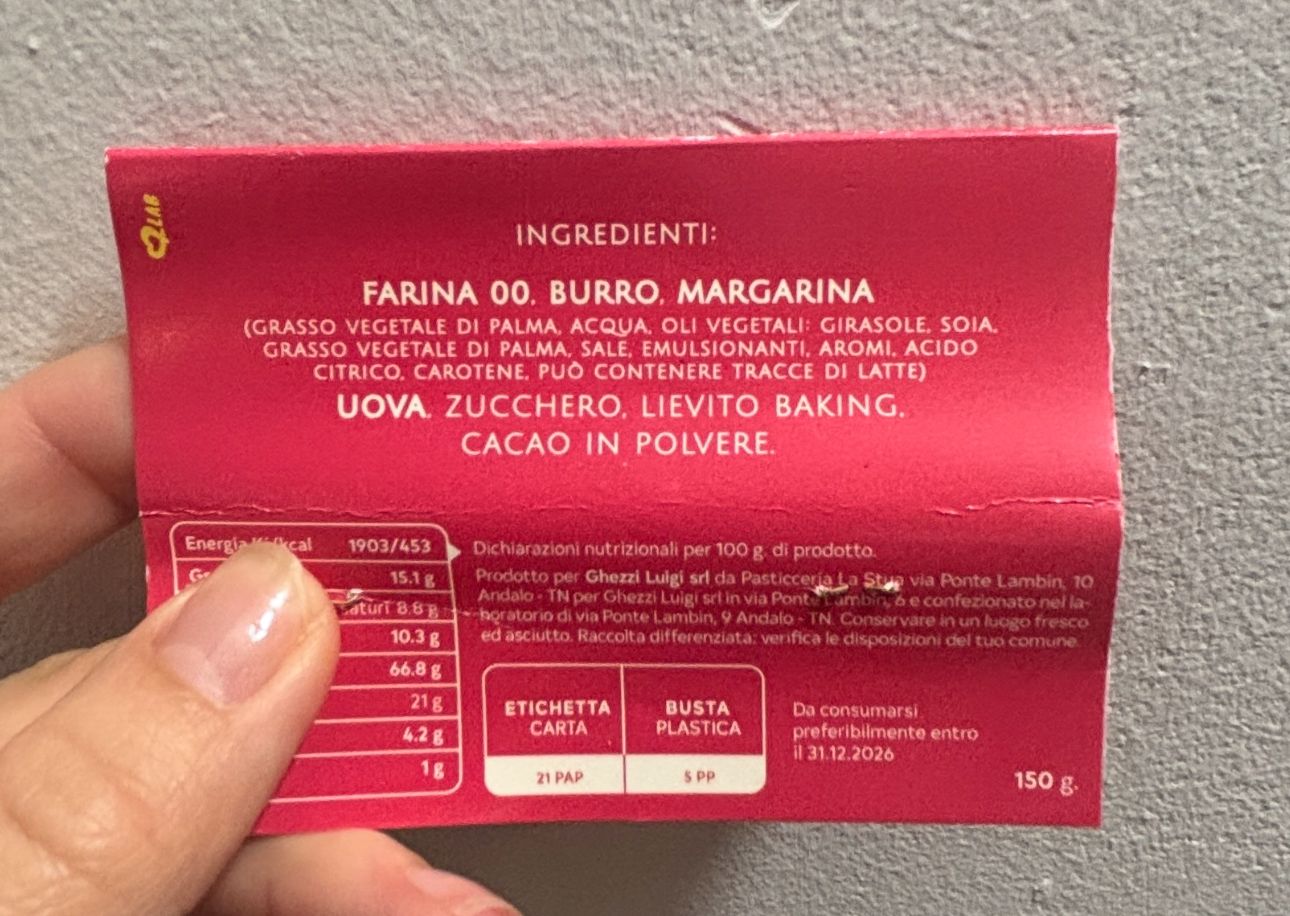 QLAB
INGREDIENTI:
FARINA 00, BURRO, MARGARINA
(GRASSO VEGETALE DI PALMA, ACQUA, OLI VEGETALI: GIRASOLE, SOIA,
GRASSO VEGETALE DI PALMA, SALE, EMULSIONANTI, AROMI, ACIDO
CITRICO, CAROTENE, PUÒ CONTENERE TRACCE DI LATTE)
UOVA, ZUCCHERO, LIEVITO BAKING,
CACAO IN POLVERE.
Energia kcal 1903/453
15.1 g
8.8 g
10.3 g
66.8 g
21 g
4.2 g
1 g
Dichiarazioni nutrizionali per 100 g. di prodotto.
Prodotto per Ghezzi Luigi srl da Pasticceria La Stua via Ponte Lambin, 10
Andalo - TN per Ghezzi Luigi srl in via Ponte Lambin, 6 e confezionato nel la-
boratorio di via Ponte Lambin, 9 Andalo - TN. Conservare in un luogo fresco
ed asciutto. Raccolta differenziata: verifica le disposizioni del tuo comune.
ETICHETTA
CARTA
21 PAP
BUSTA
PLASTICA
5 PP
Da consumarsi
preferibilmente entro
il 31.12.2026
150 g.